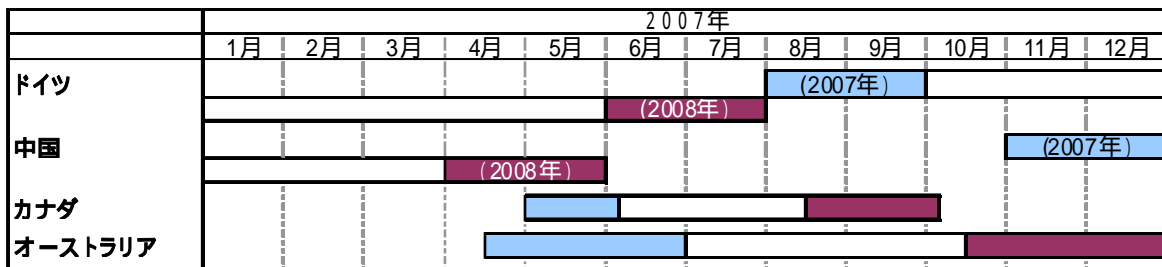 2007年
1月 2月 3月 4月 5月 6月 7月 8月 9月 10月 11月 12月
ドイツ (2007年)
(2008年)
中国 (2007年)
(2008年)
カナダ
オーストラリア